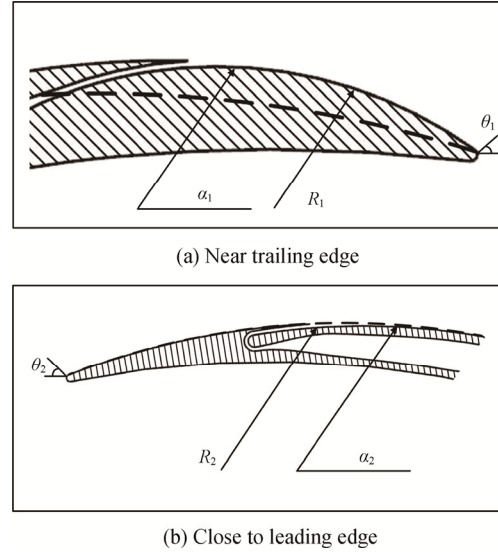 θ₁
α₁
R₁
(a) Near trailing edge
θ₂
R₂
α₂
(b) Close to leading edge